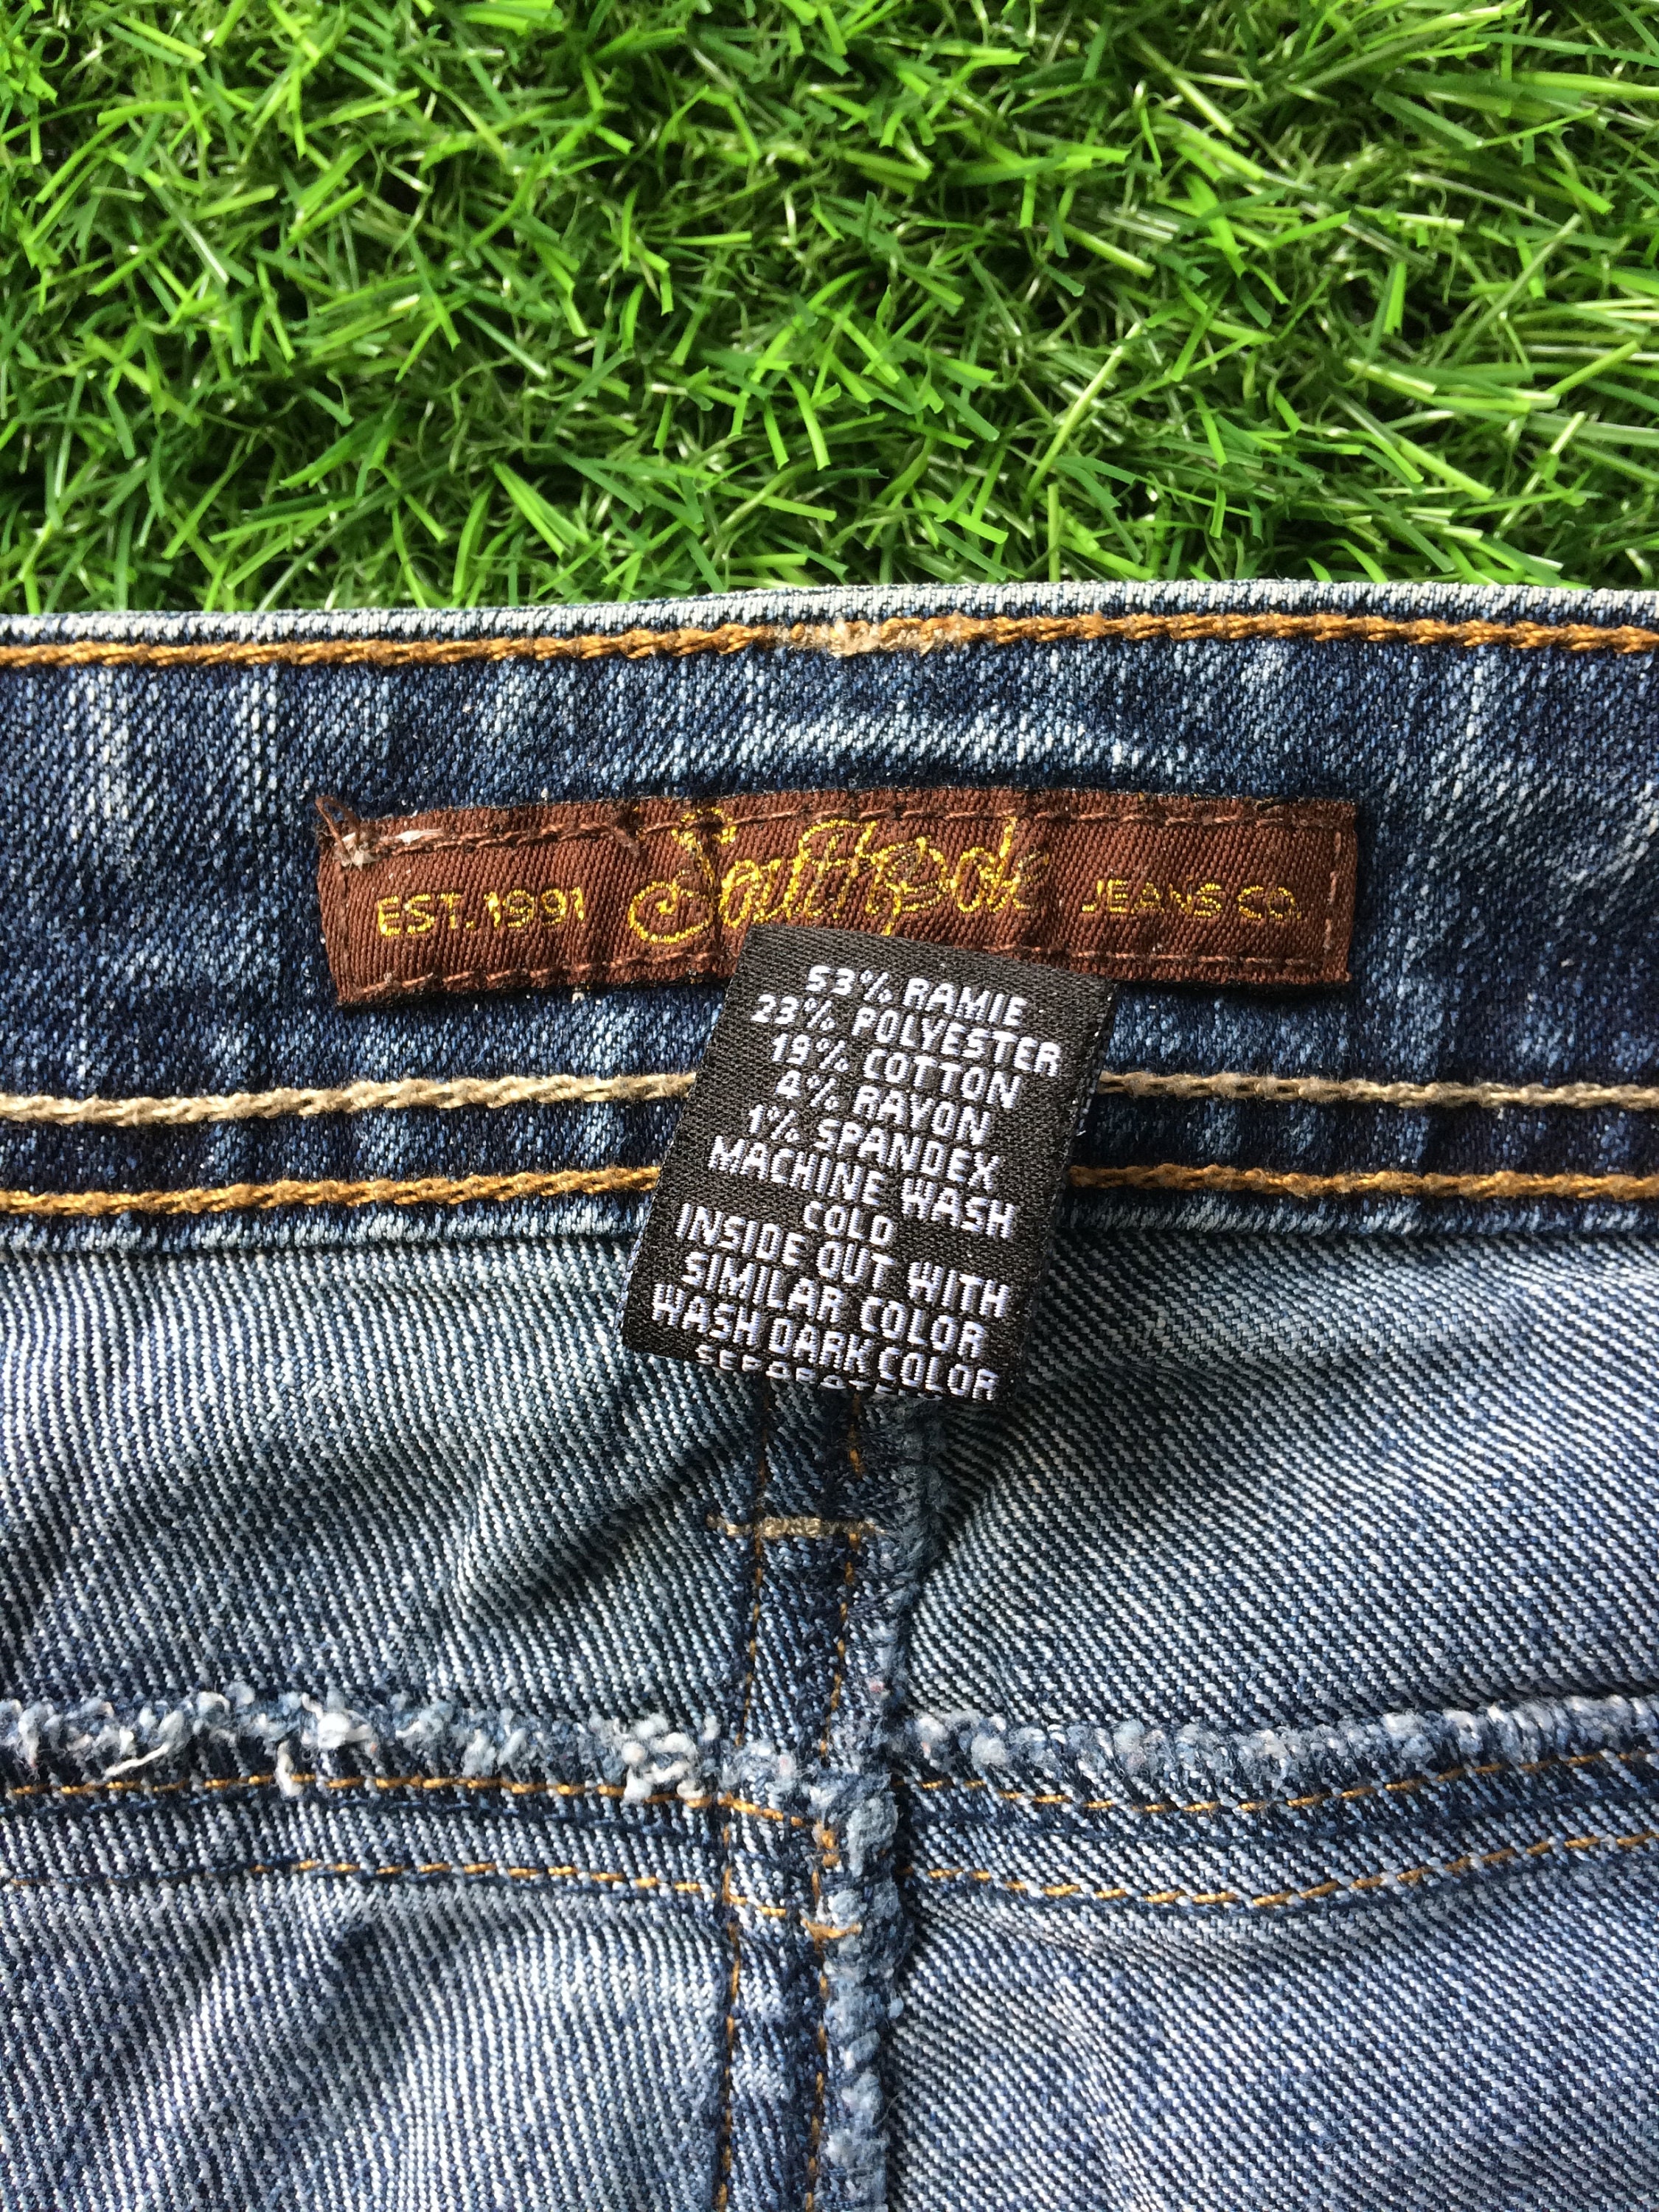 EST. 1991 Southpole JEANS CO.
53% RAMIE
23% POLYESTER
19% COTTON
4% RAYON
1% SPANDEX
MACHINE WASH
COLD
INSIDE OUT WITH
SIMILAR COLOR
WASH DARK COLOR